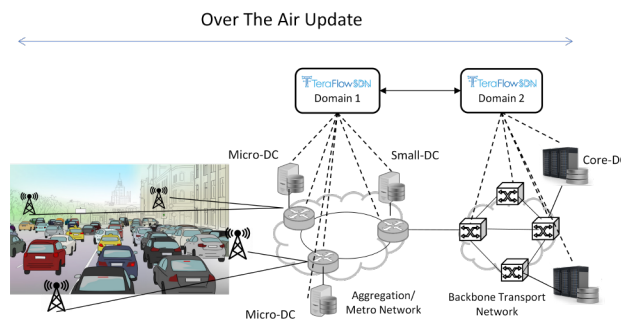 Over The Air Update
TeraFlowSDN
Domain 1
TeraFlowSDN
Domain 2
Micro-DC
Small-DC
Core-D
Micro-DC
Aggregation/
Metro Network
Backbone Transport
Network